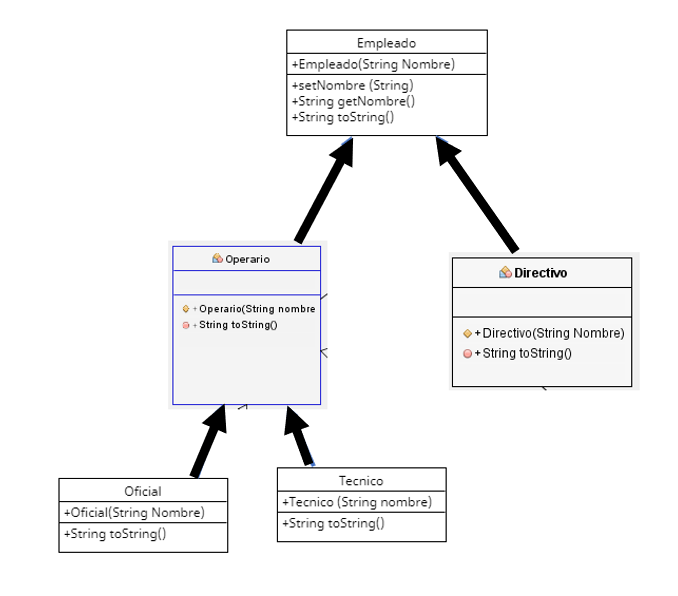 Empleado
+Empleado(String Nombre)
+setNombre (String)
+String getNombre()
+String toString()
Operario
+ Operario(String nombre
+ String toString()
Directivo
+ Directivo(String Nombre)
+ String toString()
Oficial
+Oficial(String Nombre)
+String toString()
Tecnico
+Tecnico (String nombre)
+String toString()